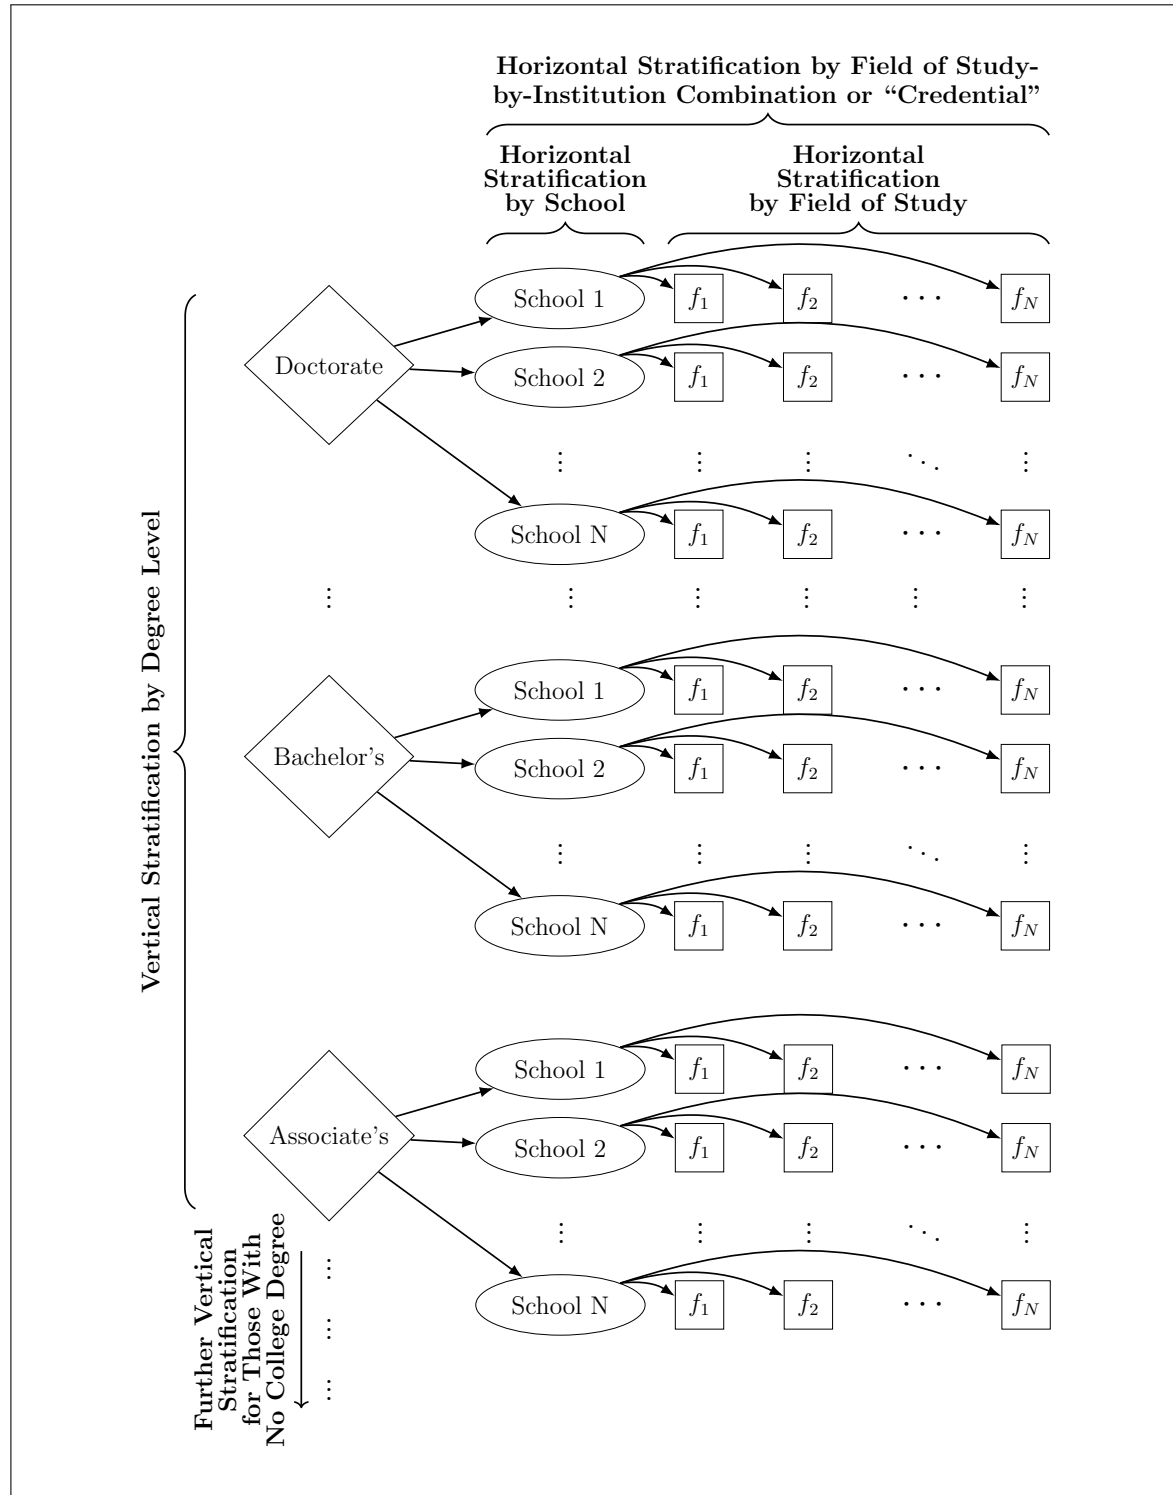 Horizontal Stratification by Field of Study-
by-Institution Combination or “Credential”
Horizontal
Stratification
by School
Horizontal
Stratification
by Field of Study
Vertical Stratification by Degree Level
Doctorate
School 1 f1 f2 ··· fN
School 2 f1 f2 ··· fN
⋮ ⋮ ⋮ ⋱ ⋮
School N f1 f2 ··· fN
⋮ ⋮ ⋮ ⋮ ⋮ ⋮
Bachelor's
School 1 f1 f2 ··· fN
School 2 f1 f2 ··· fN
⋮ ⋮ ⋮ ⋱ ⋮
School N f1 f2 ··· fN
Associate's
School 1 f1 f2 ··· fN
School 2 f1 f2 ··· fN
⋮ ⋮ ⋮ ⋱ ⋮
School N f1 f2 ··· fN
Further Vertical
Stratification
for Those With
No College Degree
⋮
⋮
⋮